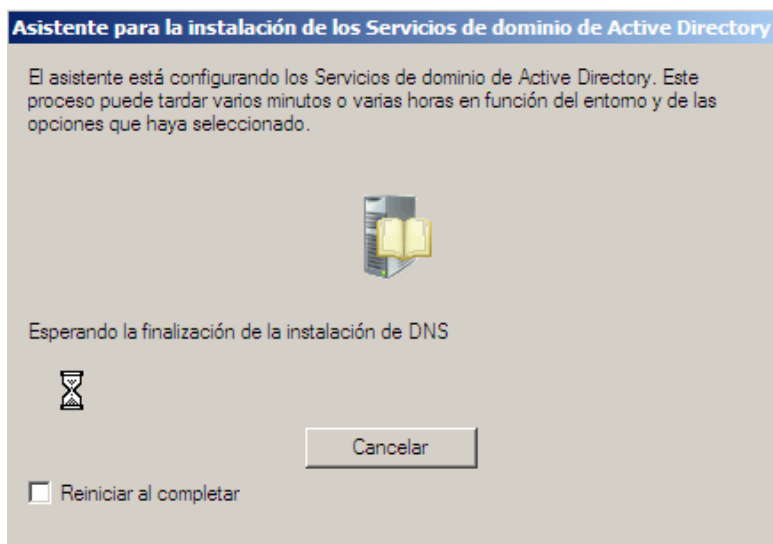 Asistente para la instalación de los Servicios de dominio de Active Directory
El asistente está configurando los Servicios de dominio de Active Directory. Este
proceso puede tardar varios minutos o varias horas en función del entorno y de las
opciones que haya seleccionado.
Esperando la finalización de la instalación de DNS
Cancelar
Reiniciar al completar